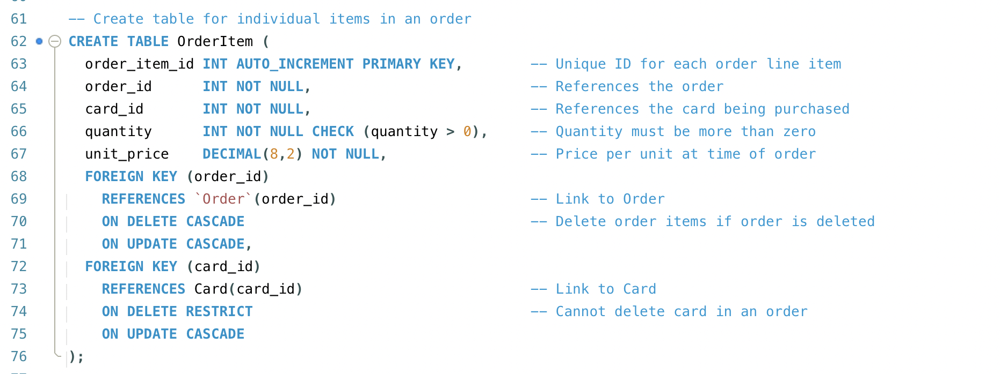 61 -- Create table for individual items in an order
62 CREATE TABLE OrderItem (
63 order_item_id INT AUTO_INCREMENT PRIMARY KEY, -- Unique ID for each order line item
64 order_id INT NOT NULL, -- References the order
65 card_id INT NOT NULL, -- References the card being purchased
66 quantity INT NOT NULL CHECK (quantity > 0), -- Quantity must be more than zero
67 unit_price DECIMAL(8,2) NOT NULL, -- Price per unit at time of order
68 FOREIGN KEY (order_id)
69 REFERENCES `Order`(order_id) -- Link to Order
70 ON DELETE CASCADE -- Delete order items if order is deleted
71 ON UPDATE CASCADE,
72 FOREIGN KEY (card_id)
73 REFERENCES Card(card_id) -- Link to Card
74 ON DELETE RESTRICT -- Cannot delete card in an order
75 ON UPDATE CASCADE
76 );